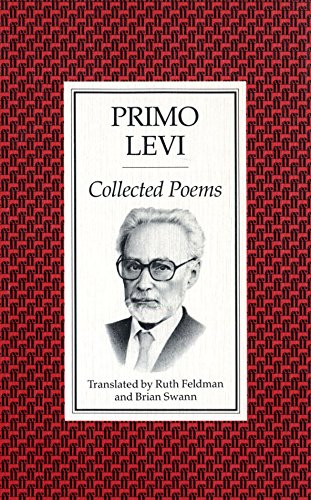 PRIMO
LEVI
Collected Poems
Translated by Ruth Feldman
and Brian Swann